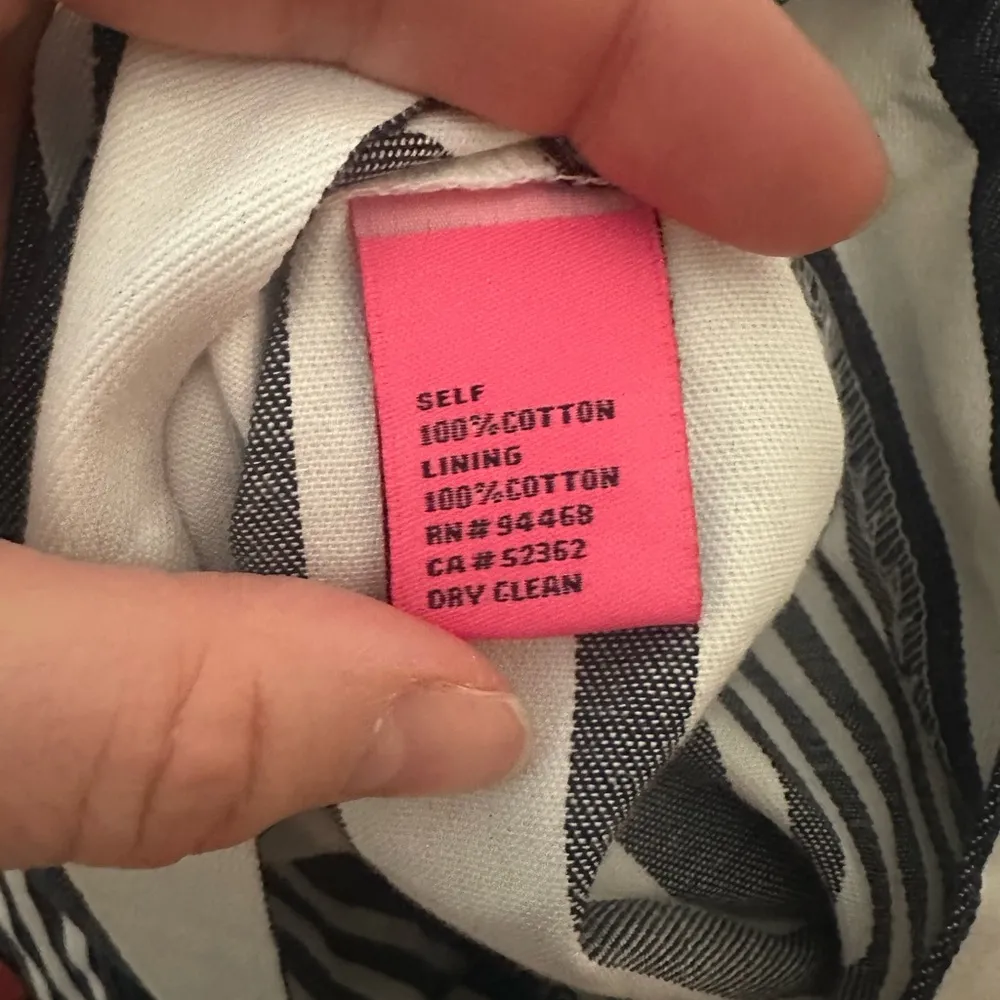 SELF
100%COTTON
LINING
100%COTTON
RN#94468
CA#52362
DRY CLEAN